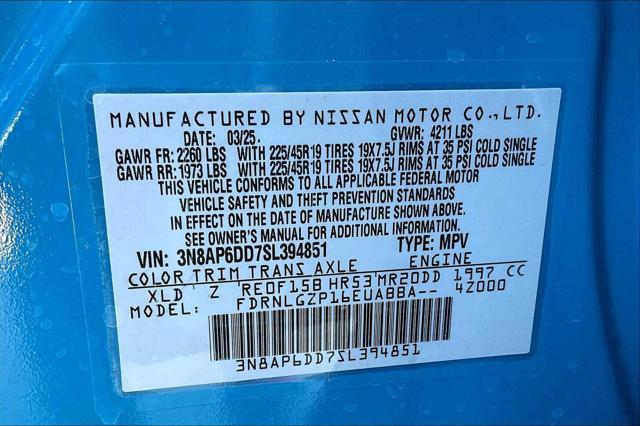 MANUFACTURED BY NISSAN MOTOR CO.,LTD.
DATE: 03/25 GVWR: 4211 LBS
GAWR FR: 2260 LBS WITH 225/45R19 TIRES 19X7.5J RIMS AT 35 PSI COLD SINGLE
GAWR RR: 1973 LBS WITH 225/45R19 TIRES 19X7.5J RIMS AT 35 PSI COLD SINGLE
THIS VEHICLE CONFORMS TO ALL APPLICABLE FEDERAL MOTOR
VEHICLE SAFETY AND THEFT PREVENTION STANDARDS
IN EFFECT ON THE DATE OF MANUFACTURE SHOWN ABOVE.
SEE OWNER'S MANUAL FOR ADDITIONAL INFORMATION.
VIN: 3N8AP6DD7SL394851 TYPE: MPV
COLOR TRIM TRANS AXLE ENGINE
XLD Z RE0F15B HR53 MR20DD 1997 CC
MODEL: FDRNLGZP16EUABBA-- 4Z000
3N8AP6DD7SL394851